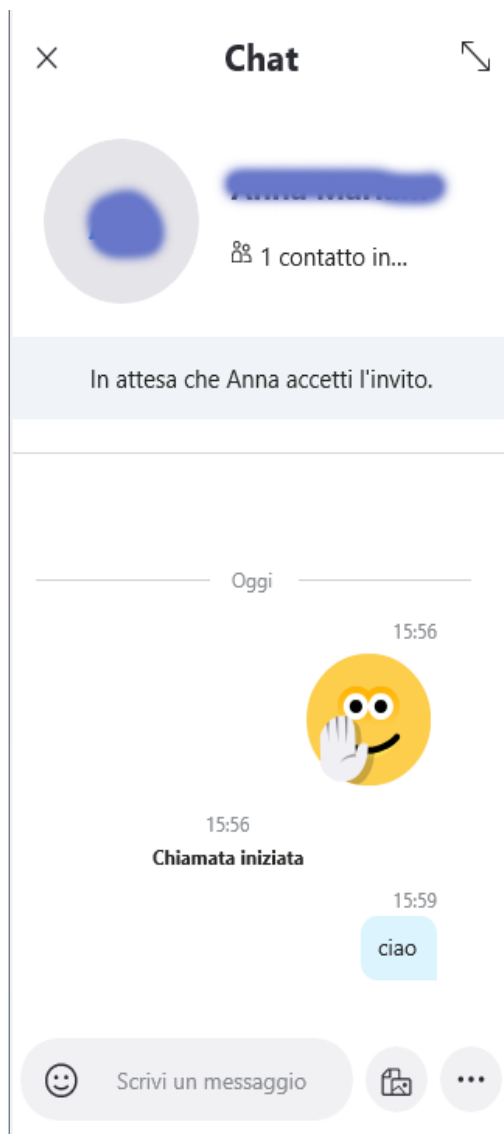 Chat
1 contatto in...
In attesa che Anna accetti l'invito.
Oggi
15:56
15:56
Chiamata iniziata
15:59
ciao
Scrivi un messaggio